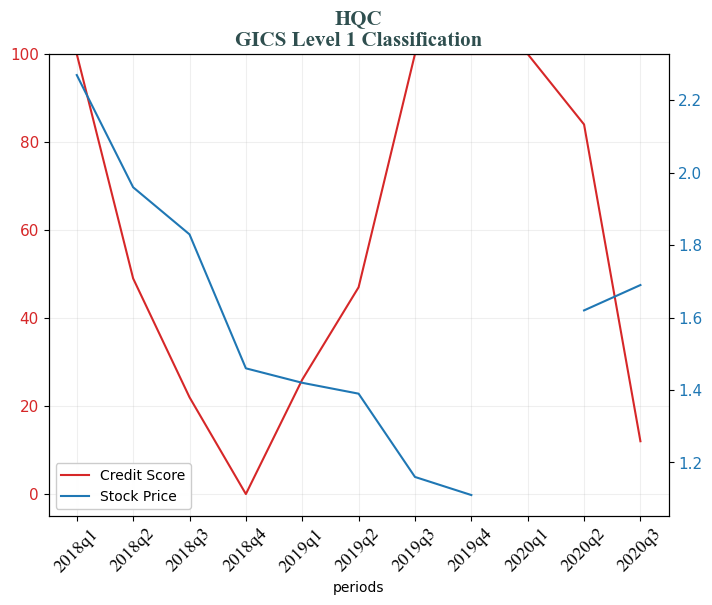 HQC
GICS Level 1 Classification
100
80
60
40
20
0
2.2
2.0
1.8
1.6
1.4
1.2
Credit Score
Stock Price
2018q1
2018q2
2018q3
2018q4
2019q1
2019q2
2019q3
2019q4
2020q1
2020q2
2020q3
periods